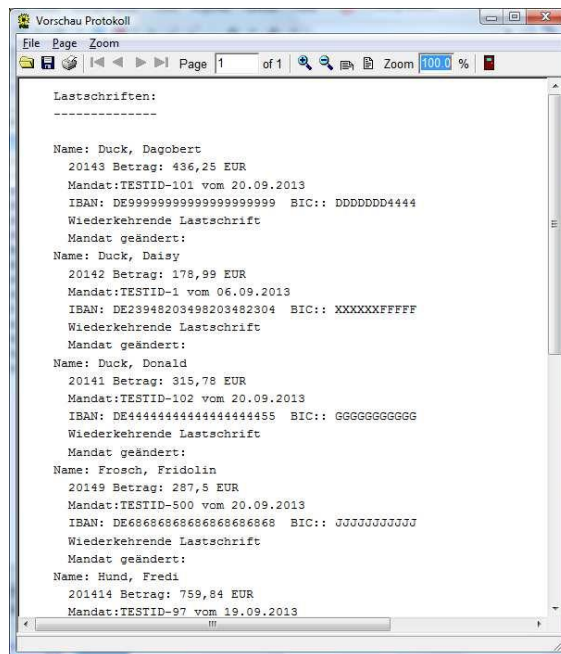 Vorschau Protokoll
File Page Zoom
Page 1 of 1 Zoom 100.0 %
Lastschriften:
--------------
Name: Duck, Dagobert
20143 Betrag: 436,25 EUR
Mandat:TESTID-101 vom 20.09.2013
IBAN: DE99999999999999999999 BIC:: DDDDDDD4444
Wiederkehrende Lastschrift
Mandat geändert:
Name: Duck, Daisy
20142 Betrag: 178,99 EUR
Mandat:TESTID-1 vom 06.09.2013
IBAN: DE23948203498203482304 BIC:: XXXXXXFFFFF
Wiederkehrende Lastschrift
Mandat geändert:
Name: Duck, Donald
20141 Betrag: 315,78 EUR
Mandat:TESTID-102 vom 20.09.2013
IBAN: DE44444444444444444455 BIC:: GGGGGGGGGGG
Wiederkehrende Lastschrift
Mandat geändert:
Name: Frosch, Fridolin
20149 Betrag: 287,5 EUR
Mandat:TESTID-500 vom 20.09.2013
IBAN: DE68686868686868686868 BIC:: JJJJJJJJJJJ
Wiederkehrende Lastschrift
Mandat geändert:
Name: Hund, Fredi
201414 Betrag: 759,84 EUR
Mandat:TESTID-97 vom 19.09.2013